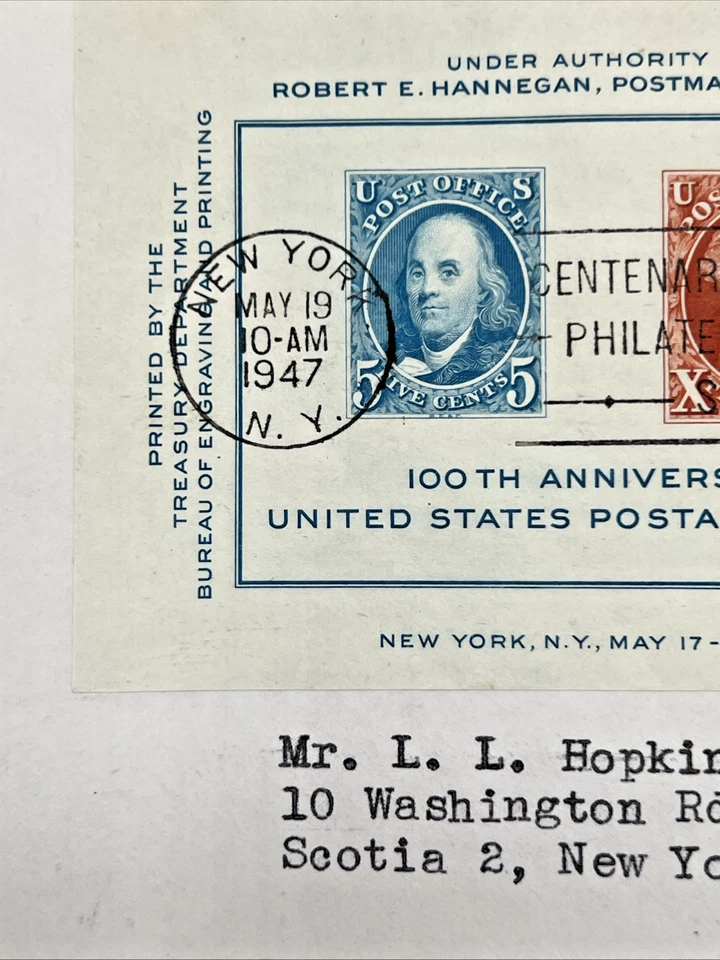 UNDER AUTHORITY
ROBERT E. HANNEGAN, POSTMA
PRINTED BY THE
TREASURY DEPARTMENT
BUREAU OF ENGRAVING AND PRINTING
U S
POST OFFICE
5 FIVE CENTS 5
NEW YORK,
MAY 19
10-AM
1947
N. Y.
CENTENAR
PHILATE
S
U
POS
X
100TH ANNIVERS
UNITED STATES POSTA
NEW YORK, N.Y., MAY 17-
Mr. L. L. Hopkin
10 Washington Rd
Scotia 2, New Yo